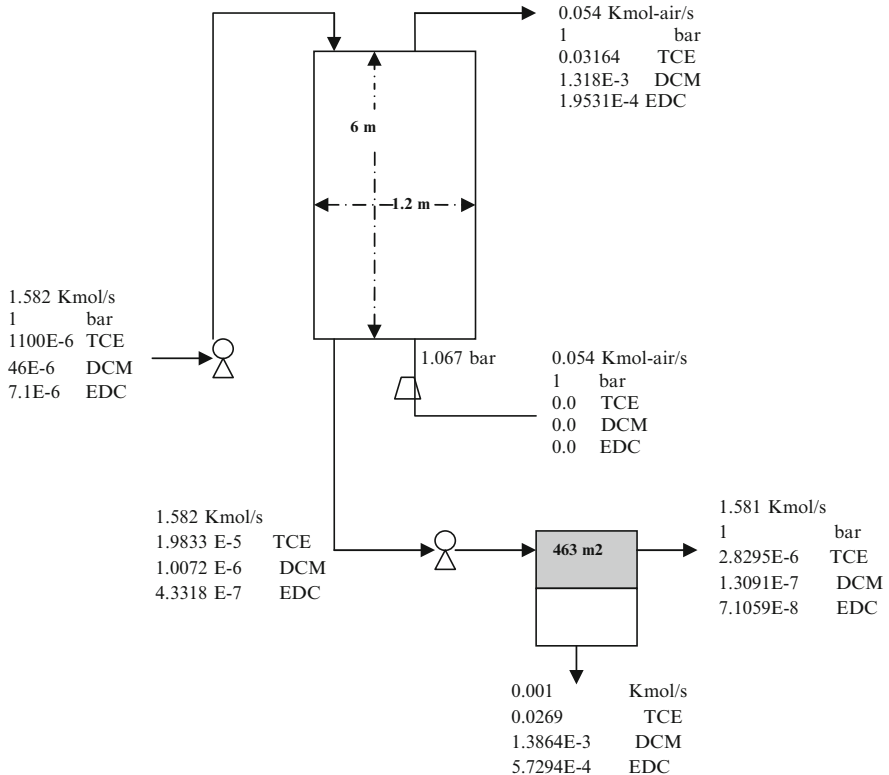 0.054 Kmol-air/s
1 bar
0.03164 TCE
1.318E-3 DCM
1.9531E-4 EDC
6 m
1.2 m
1.582 Kmol/s
1 bar
1100E-6 TCE
46E-6 DCM
7.1E-6 EDC
1.067 bar
0.054 Kmol-air/s
1 bar
0.0 TCE
0.0 DCM
0.0 EDC
1.582 Kmol/s
1.9833 E-5 TCE
1.0072 E-6 DCM
4.3318 E-7 EDC
463 m2
1.581 Kmol/s
1 bar
2.8295E-6 TCE
1.3091E-7 DCM
7.1059E-8 EDC
0.001 Kmol/s
0.0269 TCE
1.3864E-3 DCM
5.7294E-4 EDC